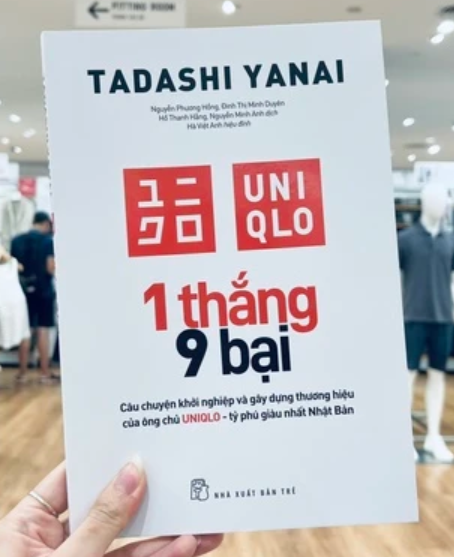 FITTING ROOM
TADASHI YANAI
Nguyễn Phương Hồng, Đinh Thị Minh Duyên
Hồ Thanh Hằng, Nguyễn Minh Anh dịch
Hà Việt Anh hiệu đính
ユニ
クロ
UNI
QLO
1 thắng
9 bại
Câu chuyện khởi nghiệp và gây dựng thương hiệu
của ông chủ UNIQLO - tỷ phú giàu nhất Nhật Bản
NHÀ XUẤT BẢN TRẺ